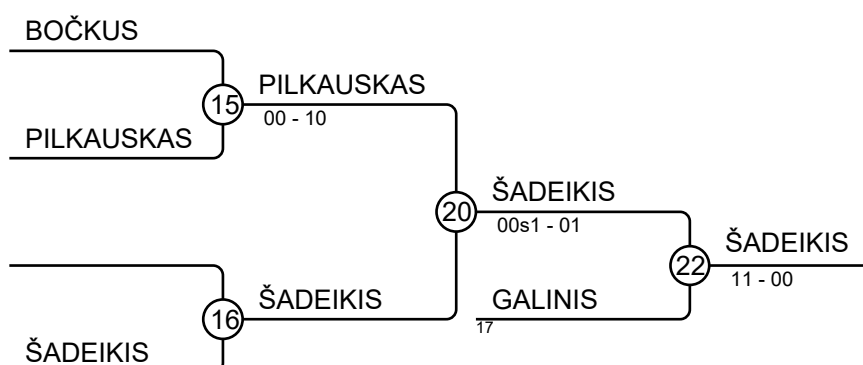 BOČKUS
15
PILKAUSKAS
00 - 10
PILKAUSKAS
20
ŠADEIKIS
00s1 - 01
22
ŠADEIKIS
11 - 00
16
ŠADEIKIS
GALINIS
17
ŠADEIKIS